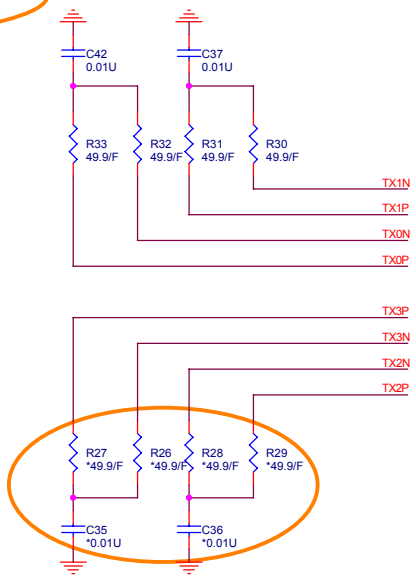 C42
0.01U
C37
0.01U
R33
49.9/F
R32
49.9/F
R31
49.9/F
R30
49.9/F
TX1N
TX1P
TX0N
TX0P
TX3P
TX3N
TX2N
TX2P
R27
*49.9/F
R26
*49.9/F
R28
*49.9/F
R29
*49.9/F
C35
*0.01U
C36
*0.01U